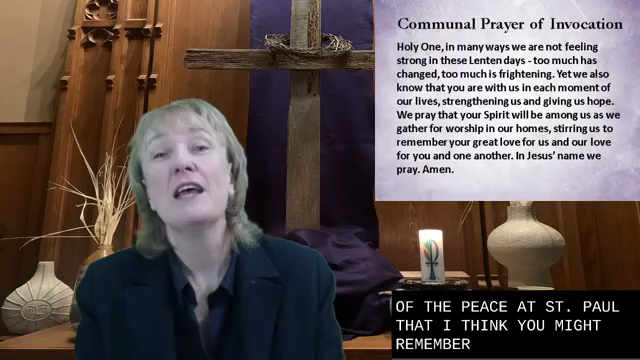 Communal Prayer of Invocation
Holy One, in many ways we are not feeling
strong in these Lenten days - too much has
changed, too much is frightening. Yet we also
know that you are with us in each moment of
our lives, strengthening us and giving us hope.
We pray that your Spirit will be among us as we
gather for worship in our homes, stirring us to
remember your great love for us and our love
for you and one another. In Jesus' name we
pray. Amen.
OF THE PEACE AT ST. PAUL
THAT I THINK YOU MIGHT
REMEMBER